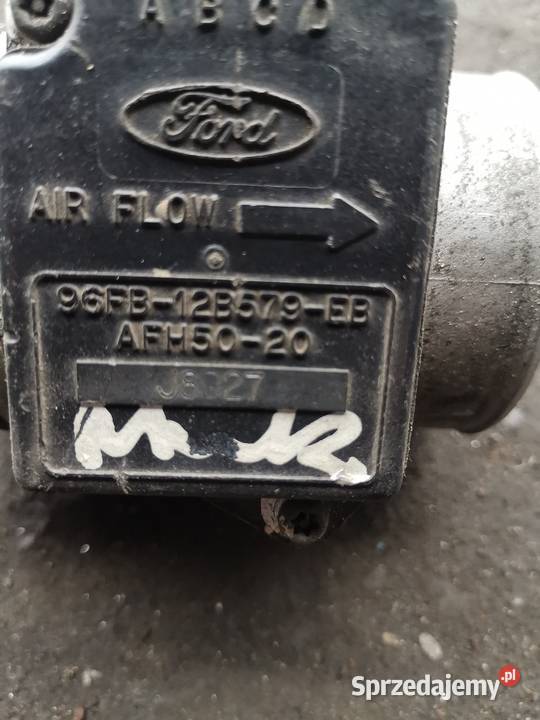 A B C D
Ford
AIR FLOW
96FB-12B579-EB
AFH50-20
Sprzedajemy.pl